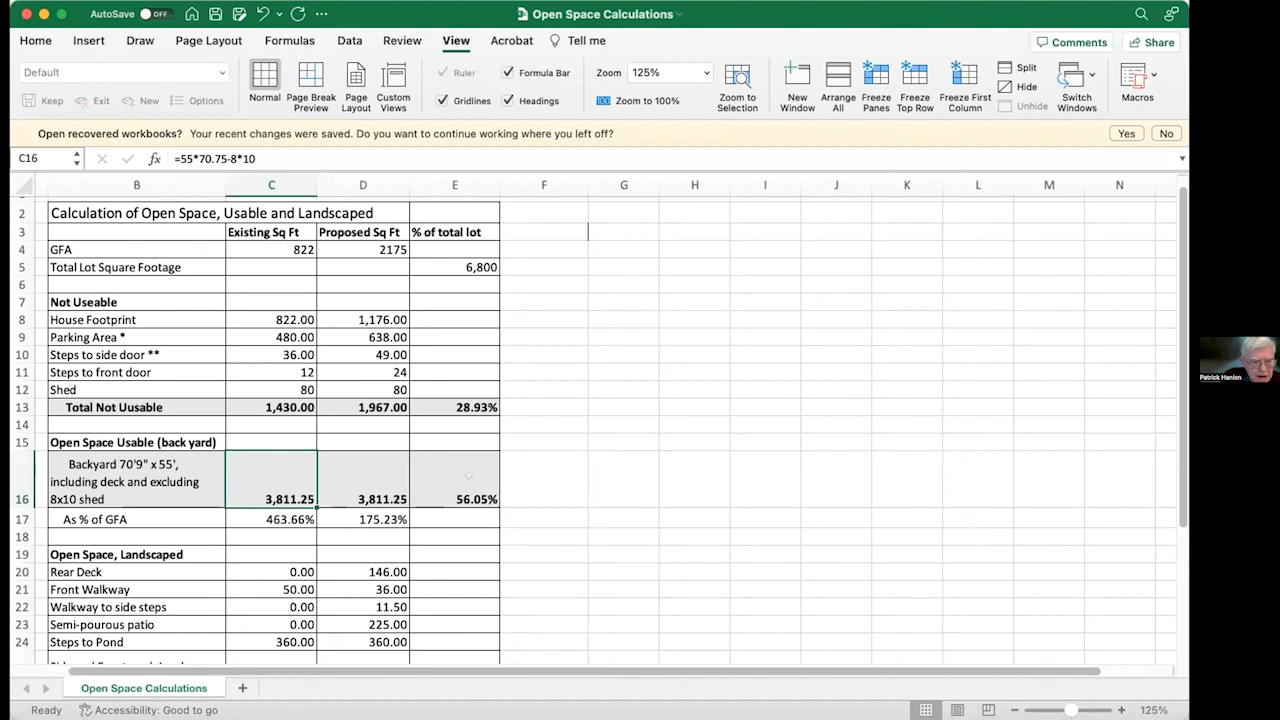 AutoSave OFF Open Space Calculations
Home Insert Draw Page Layout Formulas Data Review View Acrobat Tell me Comments Share
Default
Keep Exit New Options
Normal Page Break Preview Page Layout Custom Views
Ruler Formula Bar
Gridlines Headings
Zoom 125%
100 Zoom to 100%
Zoom to Selection
New Window Arrange All Freeze Panes Freeze Top Row Freeze First Column
Split
Hide
Unhide
Switch Windows Macros
Open recovered workbooks? Your recent changes were saved. Do you want to continue working where you left off? Yes No
C16 fx =55*70.75-8*10
B C D E F G H I J K L M N
2 Calculation of Open Space, Usable and Landscaped
3 Existing Sq Ft Proposed Sq Ft % of total lot
4 GFA 822 2175
5 Total Lot Square Footage 6,800
6
7 Not Useable
8 House Footprint 822.00 1,176.00
9 Parking Area * 480.00 638.00
10 Steps to side door ** 36.00 49.00
11 Steps to front door 12 24
12 Shed 80 80
13 Total Not Uusable 1,430.00 1,967.00 28.93%
14
15 Open Space Usable (back yard)
Backyard 70'9" x 55',
including deck and excluding
16 8x10 shed 3,811.25 3,811.25 56.05%
17 As % of GFA 463.66% 175.23%
18
19 Open Space, Landscaped
20 Rear Deck 0.00 146.00
21 Front Walkway 50.00 36.00
22 Walkway to side steps 0.00 11.50
23 Semi-pourous patio 0.00 225.00
24 Steps to Pond 360.00 360.00
Open Space Calculations
Ready Accessibility: Good to go 125%
Patrick Hanlon